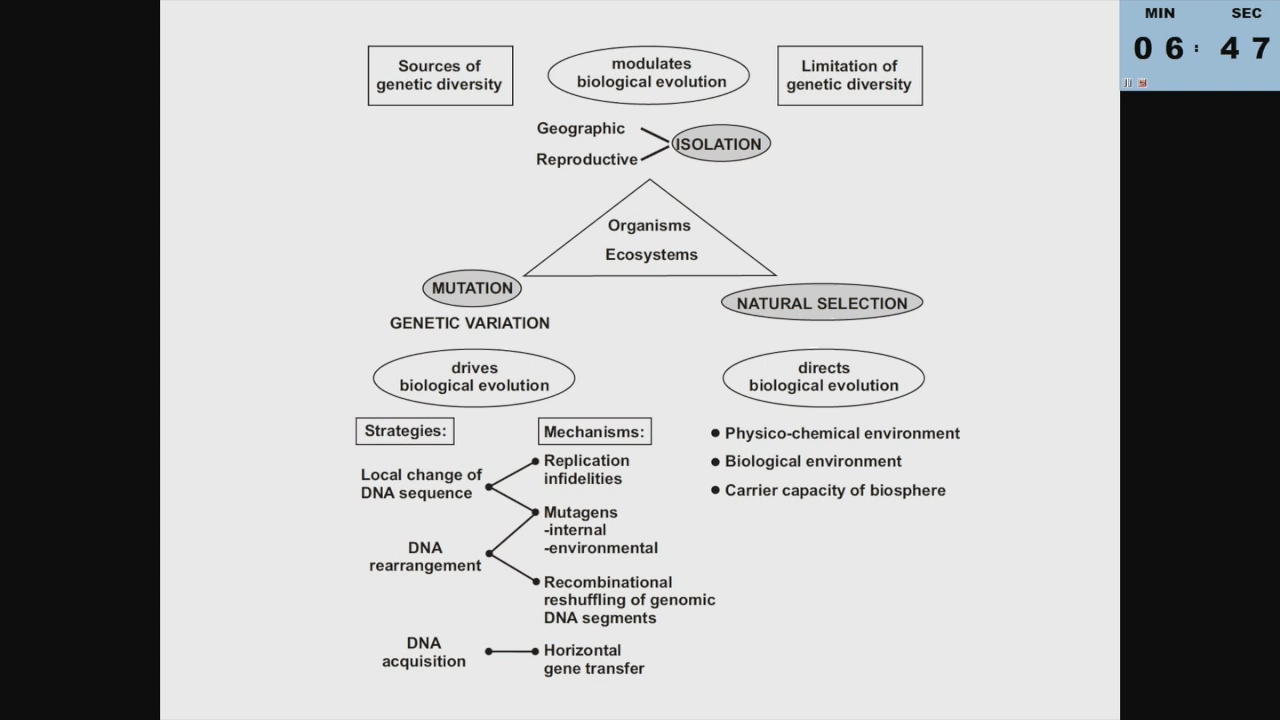 MIN SEC
06: 47
Sources of
genetic diversity
modulates
biological evolution
Limitation of
genetic diversity
Geographic
Reproductive
ISOLATION
Organisms
Ecosystems
MUTATION
GENETIC VARIATION
NATURAL SELECTION
drives
biological evolution
directs
biological evolution
Strategies:
Local change of
DNA sequence
DNA
rearrangement
DNA
acquisition
Mechanisms:
Replication
infidelities
Mutagens
-internal
-environmental
Recombinational
reshuffling of genomic
DNA segments
Horizontal
gene transfer
● Physico-chemical environment
● Biological environment
● Carrier capacity of biosphere